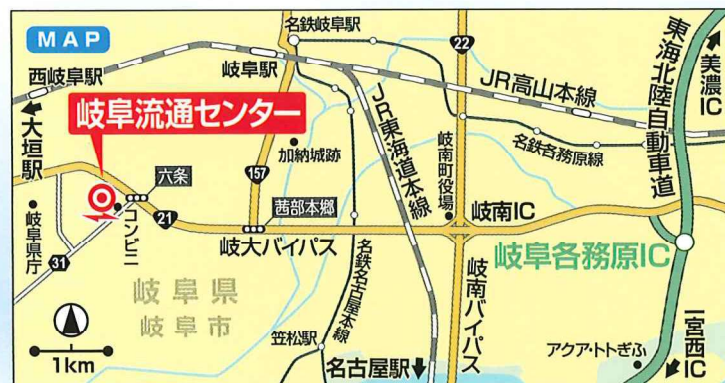 MAP
名鉄岐阜駅
22
西岐阜駅
岐阜駅
JR高山本線
東海北陸自動車道
美濃IC
大垣駅
岐阜流通センター
加納城跡
157
JR東海道本線
岐南町役場
名鉄各務原線
六条
茜部本郷
岐阜県庁
コンビニ
21
岐大バイパス
岐南IC
岐阜各務原IC
31
岐阜県
岐阜市
名鉄名古屋本線
岐南バイパス
笠松駅
1km
名古屋駅
アクア・トトぎふ
一宮西IC